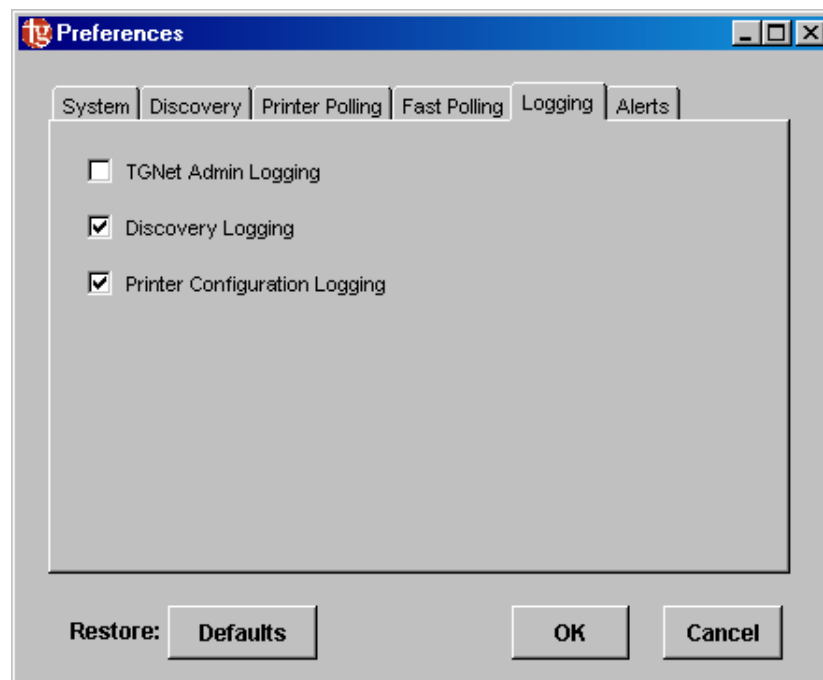 tg Preferences
System Discovery Printer Polling Fast Polling Logging Alerts
TGNet Admin Logging
Discovery Logging
Printer Configuration Logging
Restore: Defaults OK Cancel